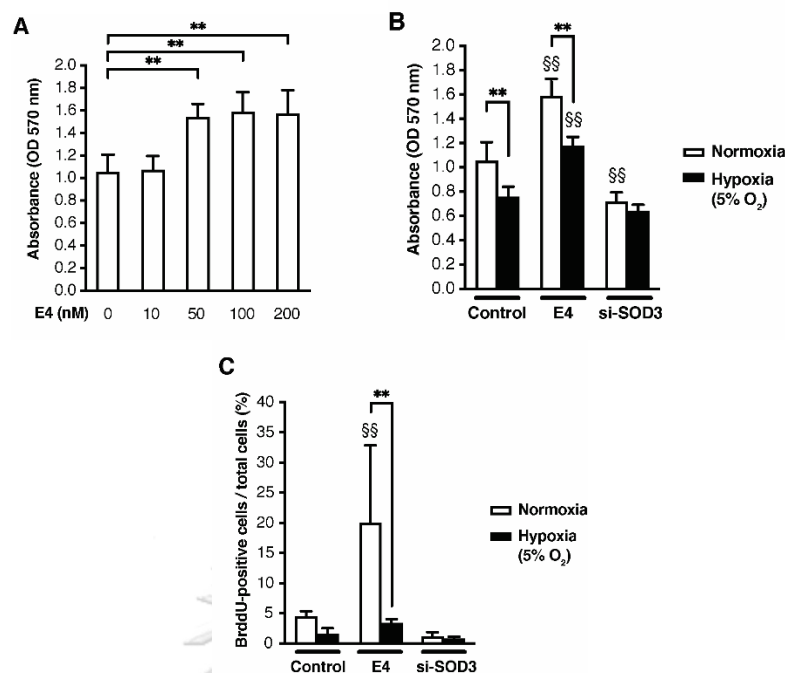 A
**
**
**
Absorbance (OD 570 nm)
2.0
1.8
1.6
1.4
1.2
1.0
0.8
0.6
0.4
0.2
0.0
E4 (nM) 0 10 50 100 200
B
**
§§
**
§§
§§
Absorbance (OD 570 nm)
2.0
1.8
1.6
1.4
1.2
1.0
0.8
0.6
0.4
0.2
0.0
Control E4 si-SOD3
Normoxia
Hypoxia
(5% O₂)
C
**
§§
BrddU-positive cells / total cells (%)
40
35
30
25
20
15
10
5
0
Control E4 si-SOD3
Normoxia
Hypoxia
(5% O₂)